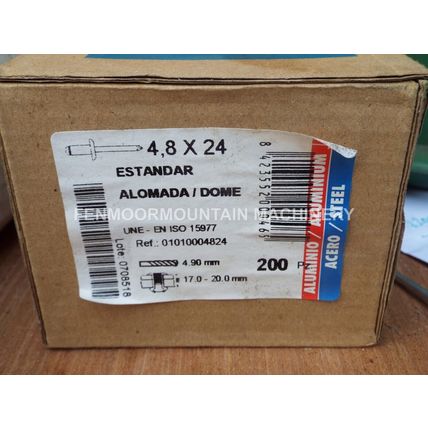 4,8 X 24
ESTANDAR
ALOMADA / DOME
FENMOORMOUNTAIN MACHINERY
UNE - EN ISO 15977
Ref.: 01010004824
4.90 mm
17.0 - 20.0 mm
200
Lote: 0708518
ALUMINIO / ALUMINIUM
ACERO / STEEL